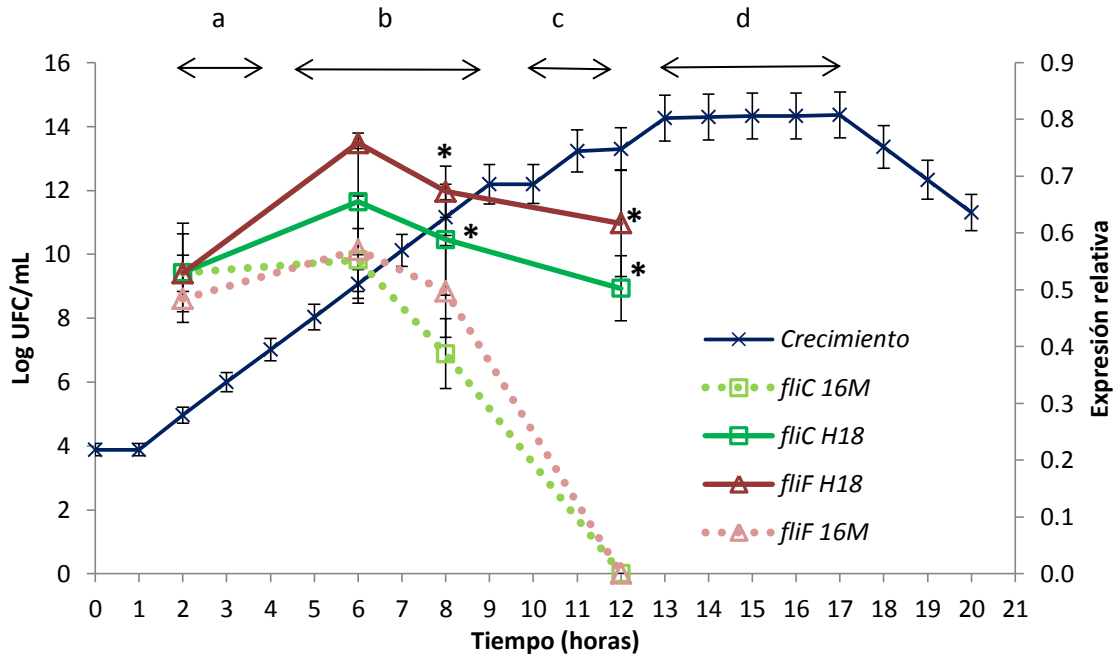 a b c d
16
14
12
10
8
6
4
2
0
Log UFC/mL
0.9
0.8
0.7
0.6
0.5
0.4
0.3
0.2
0.1
0.0
Expresión relativa
*
*
*
*
Crecimiento
fliC 16M
fliC H18
fliF H18
fliF 16M
0 1 2 3 4 5 6 7 8 9 10 11 12 13 14 15 16 17 18 19 20 21
Tiempo (horas)